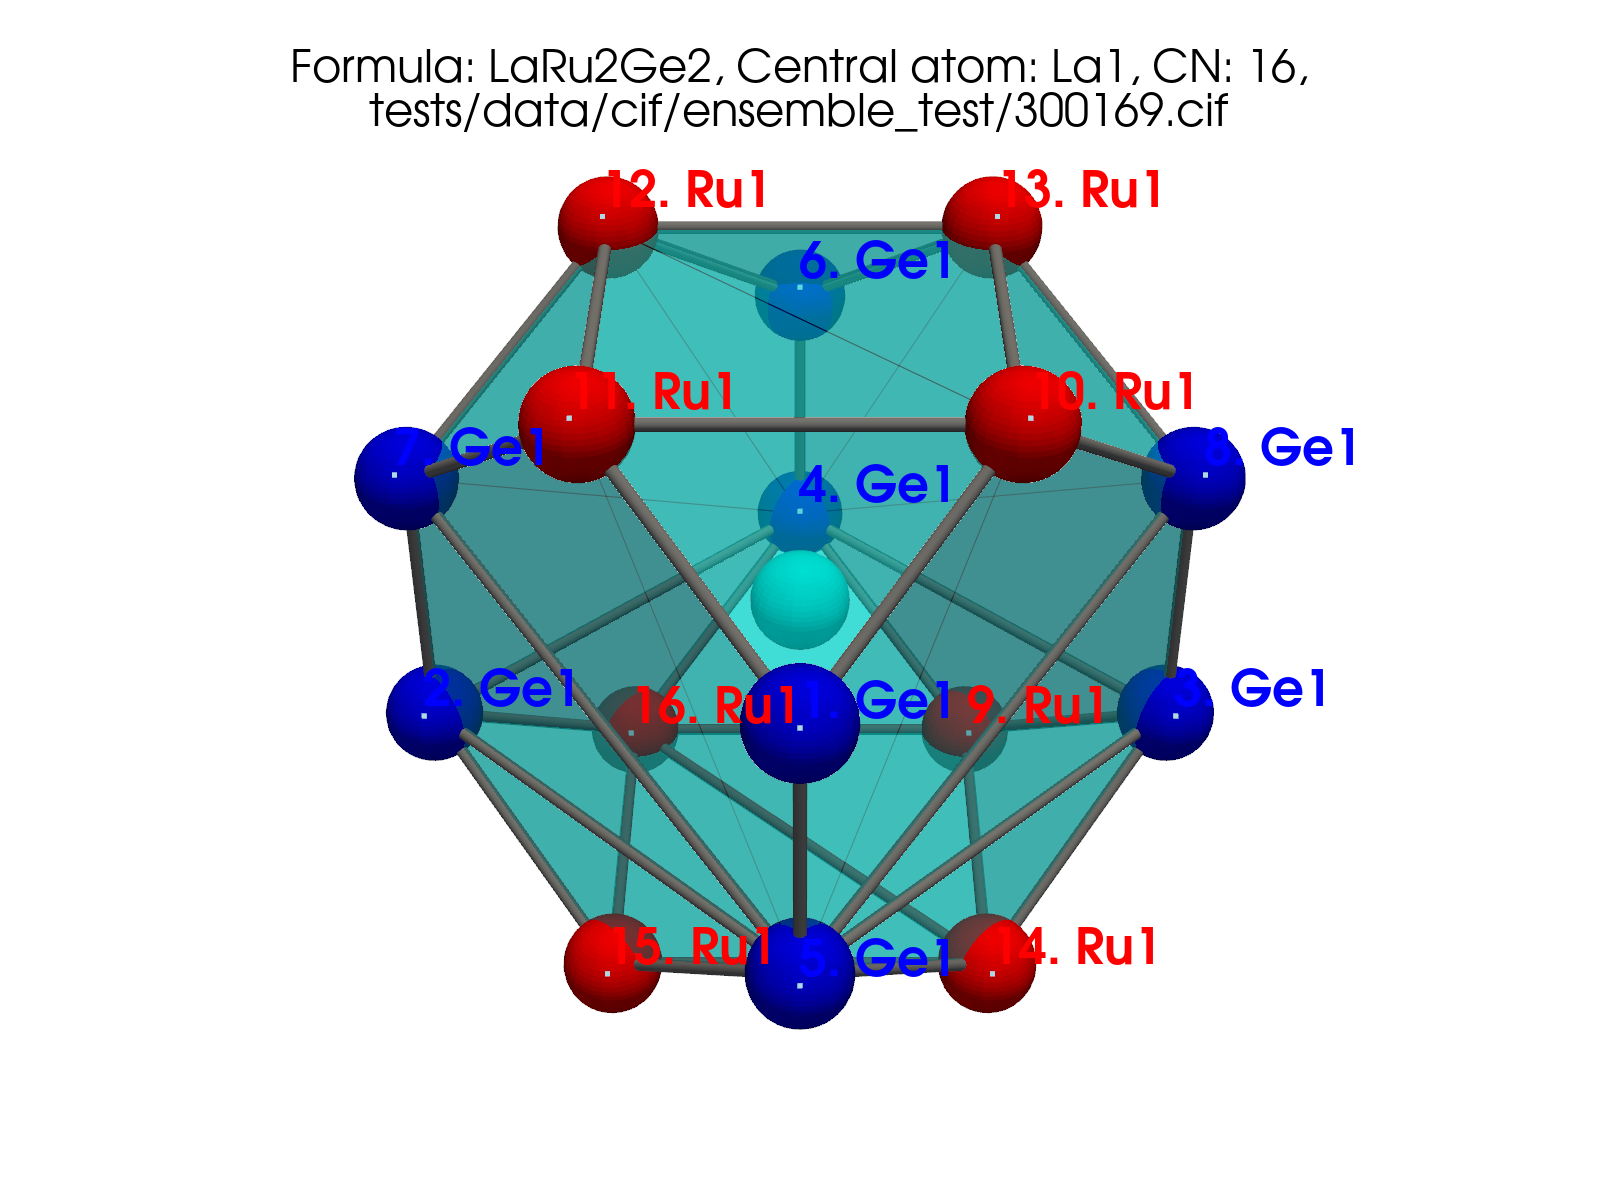 Formula: LaRu2Ge2, Central atom: La1, CN: 16,
tests/data/cif/ensemble_test/300169.cif
12. Ru1
13. Ru1
6. Ge1
11. Ru1
10. Ru1
7. Ge1
8. Ge1
4. Ge1
2. Ge1
16. Ru1
1. Ge1
9. Ru1
3. Ge1
15. Ru1
5. Ge1
14. Ru1